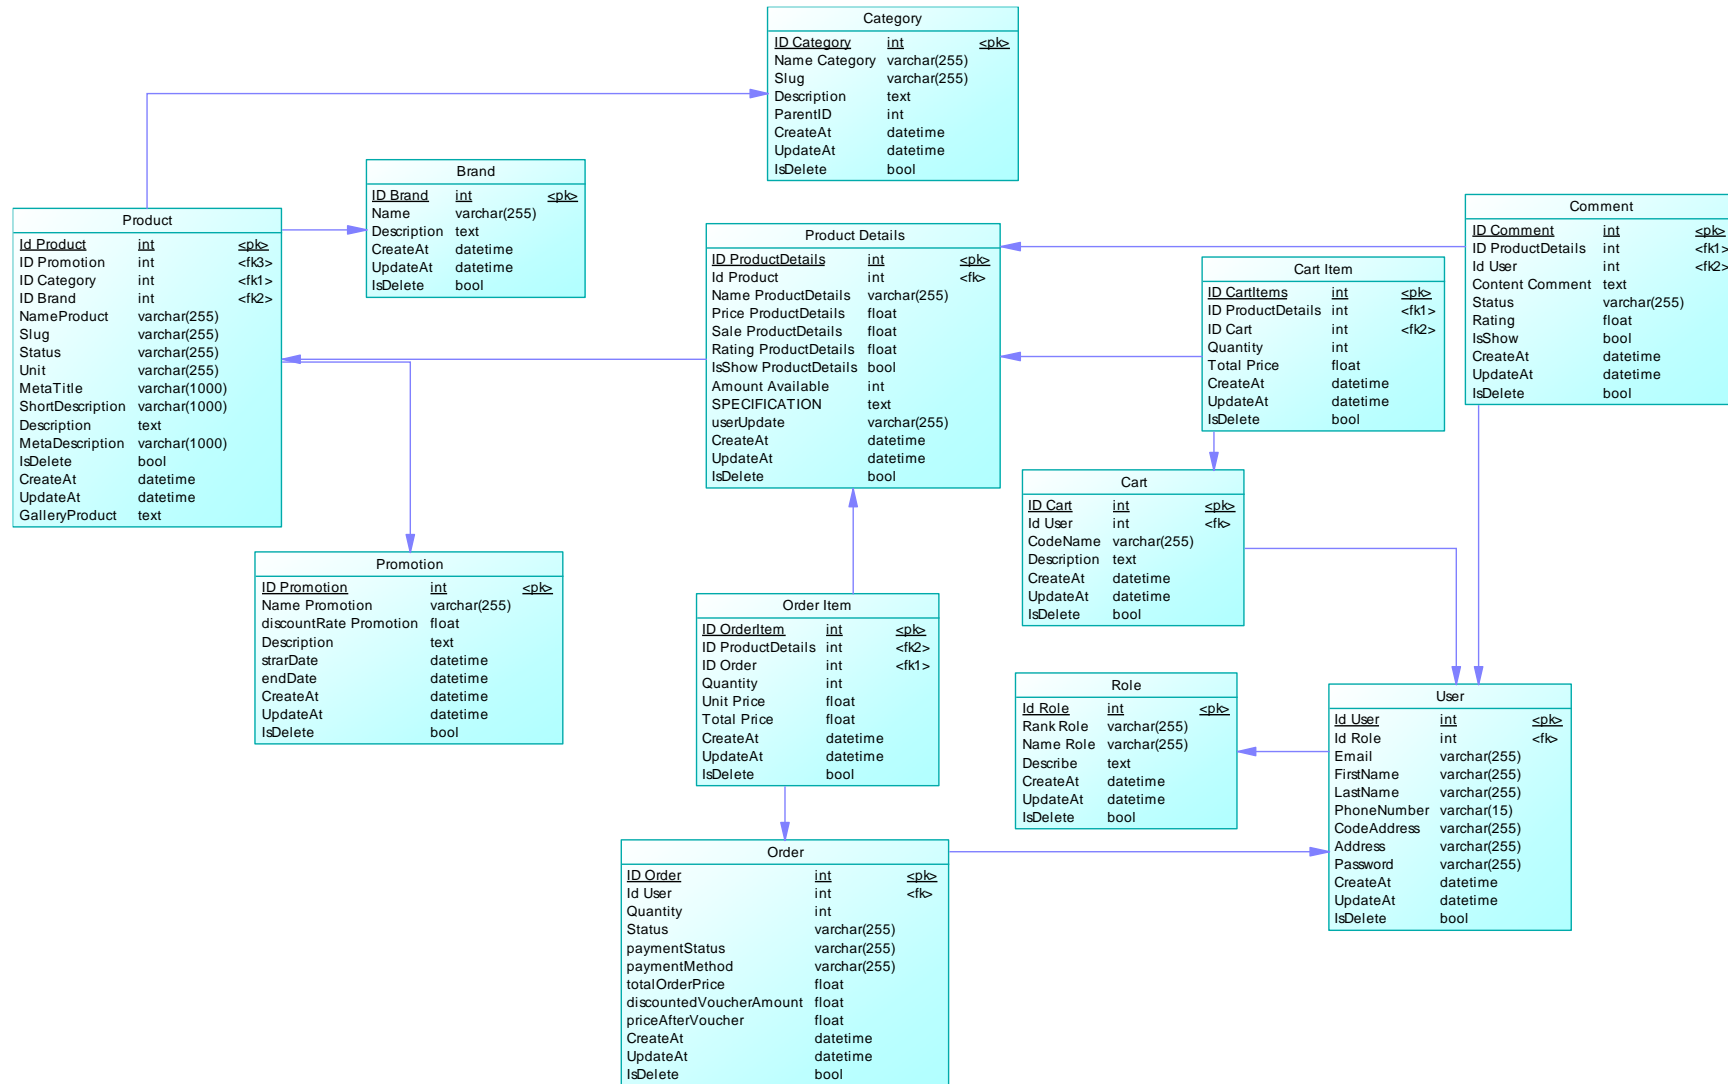 Category
ID Category int <pk>
Name Category varchar(255)
Slug varchar(255)
Description text
ParentID int
CreateAt datetime
UpdateAt datetime
IsDelete bool
Brand
ID Brand int <pk>
Name varchar(255)
Description text
CreateAt datetime
UpdateAt datetime
IsDelete bool
Product
Id Product int <pk>
ID Promotion int <fk3>
ID Category int <fk1>
ID Brand int <fk2>
NameProduct varchar(255)
Slug varchar(255)
Status varchar(255)
Unit varchar(255)
MetaTitle varchar(1000)
ShortDescription varchar(1000)
Description text
MetaDescription varchar(1000)
IsDelete bool
CreateAt datetime
UpdateAt datetime
GalleryProduct text
Product Details
ID ProductDetails int <pk>
Id Product int <fk>
Name ProductDetails varchar(255)
Price ProductDetails float
Sale ProductDetails float
Rating ProductDetails float
IsShow ProductDetails bool
Amount Available int
SPECIFICATION text
userUpdate varchar(255)
CreateAt datetime
UpdateAt datetime
IsDelete bool
Comment
ID Comment int <pk>
ID ProductDetails int <fk1>
Id User int <fk2>
Content Comment text
Status varchar(255)
Rating float
IsShow bool
CreateAt datetime
UpdateAt datetime
IsDelete bool
Cart Item
ID CartItems int <pk>
ID ProductDetails int <fk1>
ID Cart int <fk2>
Quantity int
Total Price float
CreateAt datetime
UpdateAt datetime
IsDelete bool
Cart
ID Cart int <pk>
Id User int <fk>
CodeName varchar(255)
Description text
CreateAt datetime
UpdateAt datetime
IsDelete bool
Promotion
ID Promotion int <pk>
Name Promotion varchar(255)
discountRate Promotion float
Description text
strarDate datetime
endDate datetime
CreateAt datetime
UpdateAt datetime
IsDelete bool
Order Item
ID OrderItem int <pk>
ID ProductDetails int <fk2>
ID Order int <fk1>
Quantity int
Unit Price float
Total Price float
CreateAt datetime
UpdateAt datetime
IsDelete bool
Role
Id Role int <pk>
Rank Role varchar(255)
Name Role varchar(255)
Describe text
CreateAt datetime
UpdateAt datetime
IsDelete bool
User
Id User int <pk>
Id Role int <fk>
Email varchar(255)
FirstName varchar(255)
LastName varchar(255)
PhoneNumber varchar(15)
CodeAddress varchar(255)
Address varchar(255)
Password varchar(255)
CreateAt datetime
UpdateAt datetime
IsDelete bool
Order
ID Order int <pk>
Id User int <fk>
Quantity int
Status varchar(255)
paymentStatus varchar(255)
paymentMethod varchar(255)
totalOrderPrice float
discountedVoucherAmount float
priceAfterVoucher float
CreateAt datetime
UpdateAt datetime
IsDelete bool